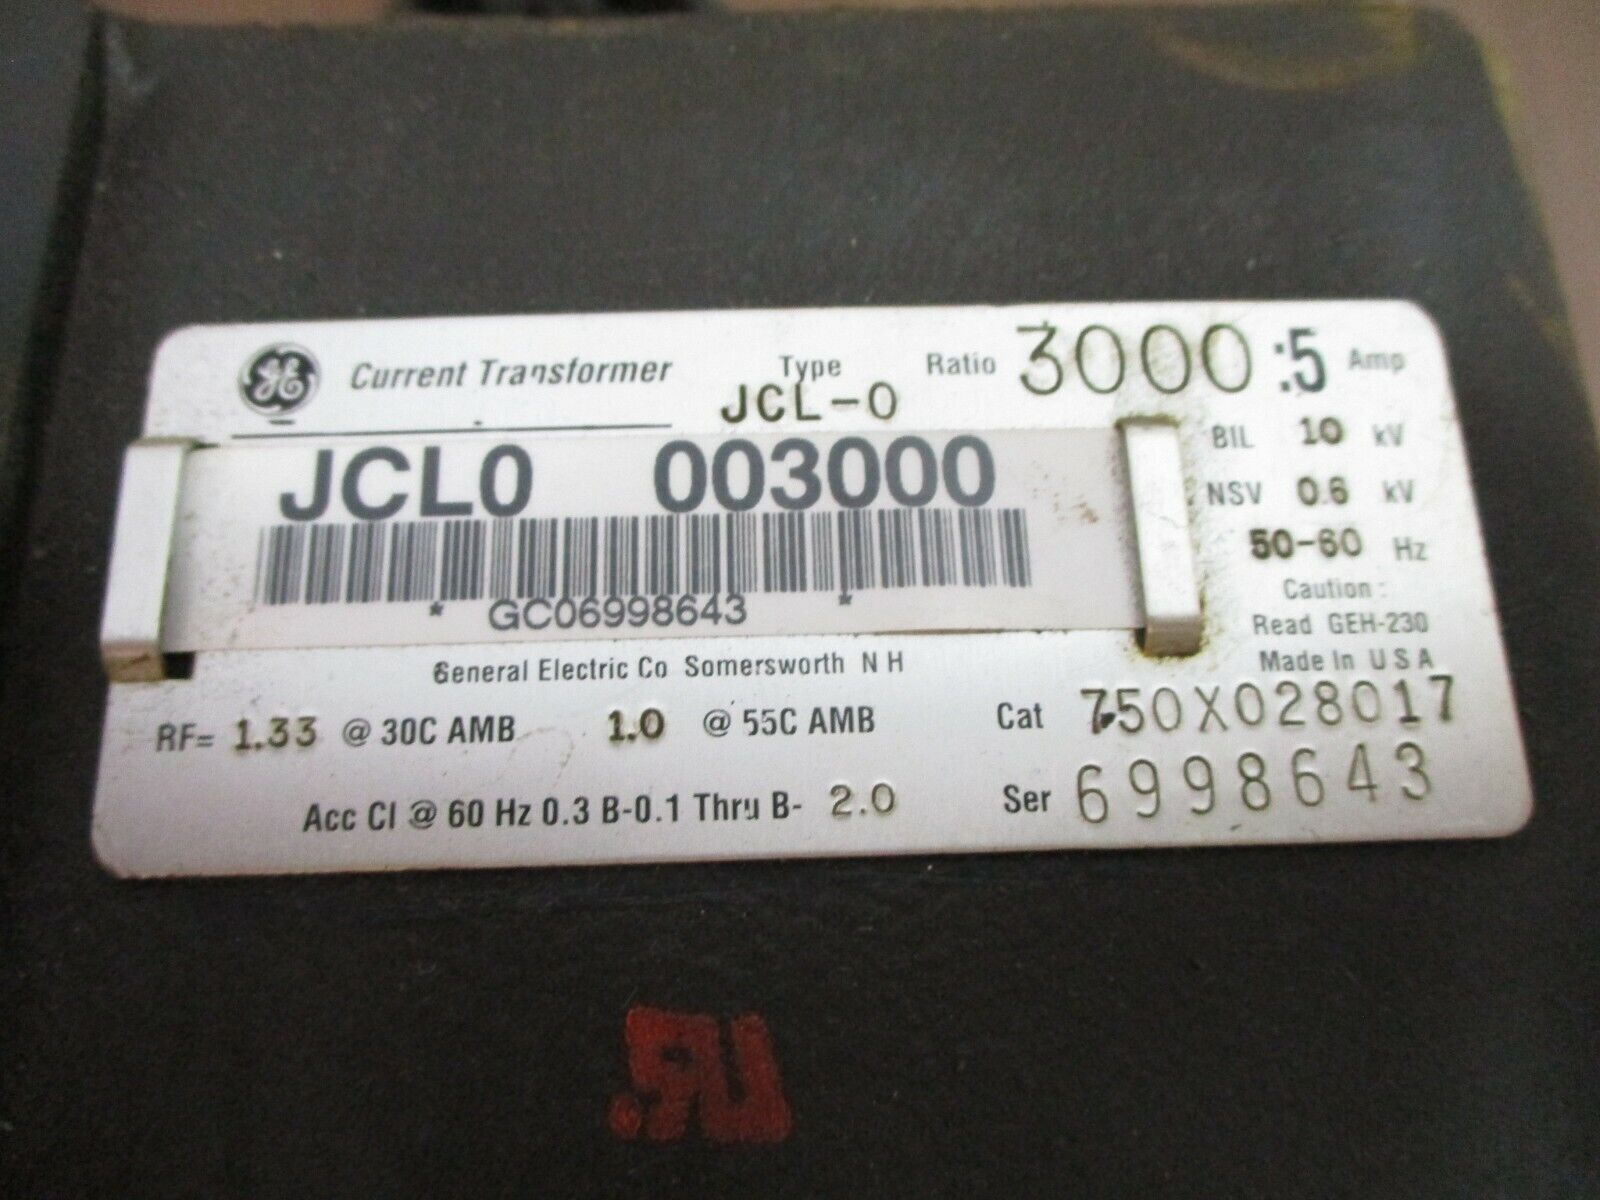 GE Current Transformer Type JCL-0 Ratio 3000:5 Amp
BIL 10 kV
NSV 0.6 kV
50-60 Hz
Caution:
Read GEH-230
Made In U S A
JCL0 003000
* GC06998643 *
General Electric Co Somersworth N H
RF= 1.33 @ 30C AMB 1.0 @ 55C AMB Cat 750X028017
Acc Cl @ 60 Hz 0.3 B-0.1 Thru B- 2.0 Ser 6998643